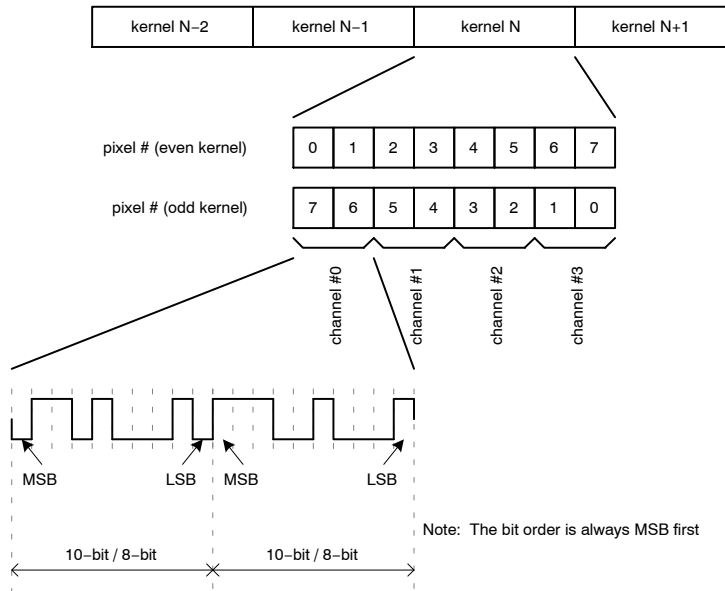 kernel N−2 kernel N−1 kernel N kernel N+1
pixel # (even kernel) 0 1 2 3 4 5 6 7
pixel # (odd kernel) 7 6 5 4 3 2 1 0
channel #0 channel #1 channel #2 channel #3
MSB LSB MSB LSB
Note: The bit order is always MSB first
10−bit / 8−bit 10−bit / 8−bit